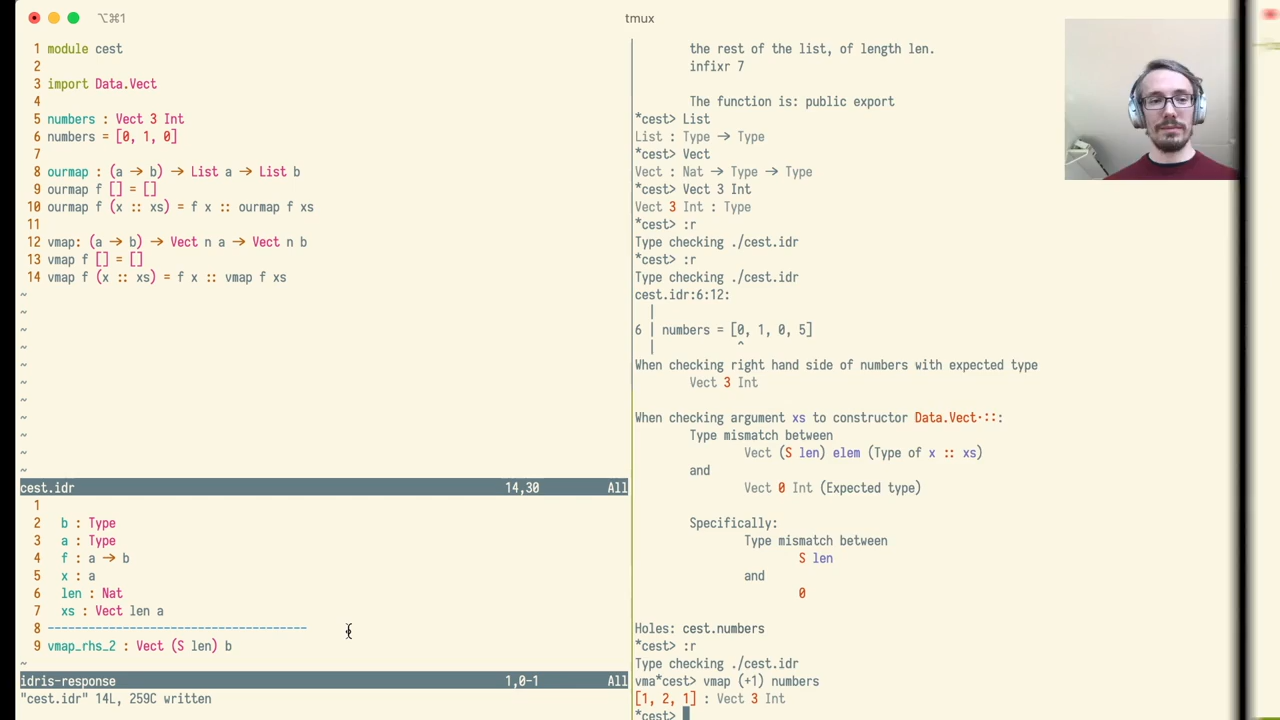 ⌥⌘1
tmux
1 module cest
2
3 import Data.Vect
4
5 numbers : Vect 3 Int
6 numbers = [0, 1, 0]
7
8 ourmap : (a → b) → List a → List b
9 ourmap f [] = []
10 ourmap f (x :: xs) = f x :: ourmap f xs
11
12 vmap: (a → b) → Vect n a → Vect n b
13 vmap f [] = []
14 vmap f (x :: xs) = f x :: vmap f xs
~
~
~
~
~
~
~
~
~
~
~
cest.idr 14,30 All
1
2 b : Type
3 a : Type
4 f : a → b
5 x : a
6 len : Nat
7 xs : Vect len a
8 --------------------------------------
9 vmap_rhs_2 : Vect (S len) b
~
idris-response 1,0-1 All
"cest.idr" 14L, 259C written
the rest of the list, of length len.
infixr 7
The function is: public export
*cest> List
List : Type → Type
*cest> Vect
Vect : Nat → Type → Type
*cest> Vect 3 Int
Vect 3 Int : Type
*cest> :r
Type checking ./cest.idr
*cest> :r
Type checking ./cest.idr
cest.idr:6:12:
|
6 | numbers = [0, 1, 0, 5]
| ^
When checking right hand side of numbers with expected type
Vect 3 Int
When checking argument xs to constructor Data.Vect.:::
Type mismatch between
Vect (S len) elem (Type of x :: xs)
and
Vect 0 Int (Expected type)
Specifically:
Type mismatch between
S len
and
0
Holes: cest.numbers
*cest> :r
Type checking ./cest.idr
vma*cest> vmap (+1) numbers
[1, 2, 1] : Vect 3 Int
*cest>